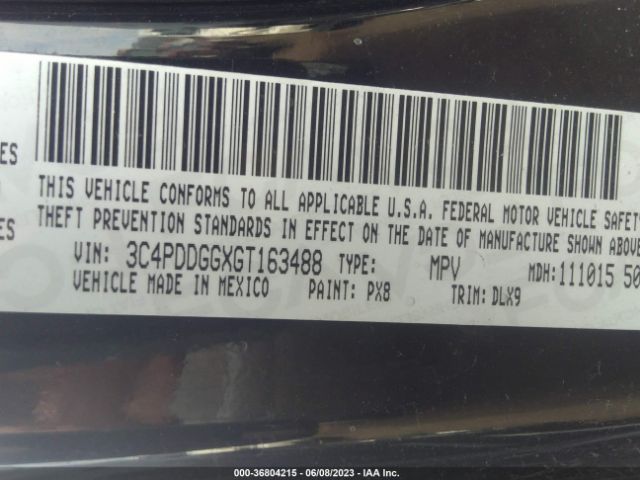 ES
THIS VEHICLE CONFORMS TO ALL APPLICABLE U.S.A. FEDERAL MOTOR VEHICLE SAFETY
THEFT PREVENTION STANDARDS IN EFFECT ON THE DATE OF MANUFACTURE SHOWN ABOVE
ES
VIN: 3C4PDDGGXGT163488 TYPE: MPV MDH:111015 50
VEHICLE MADE IN MEXICO PAINT: PX8 TRIM: DLX9
000-36804215 - 06/08/2023 - IAA Inc.